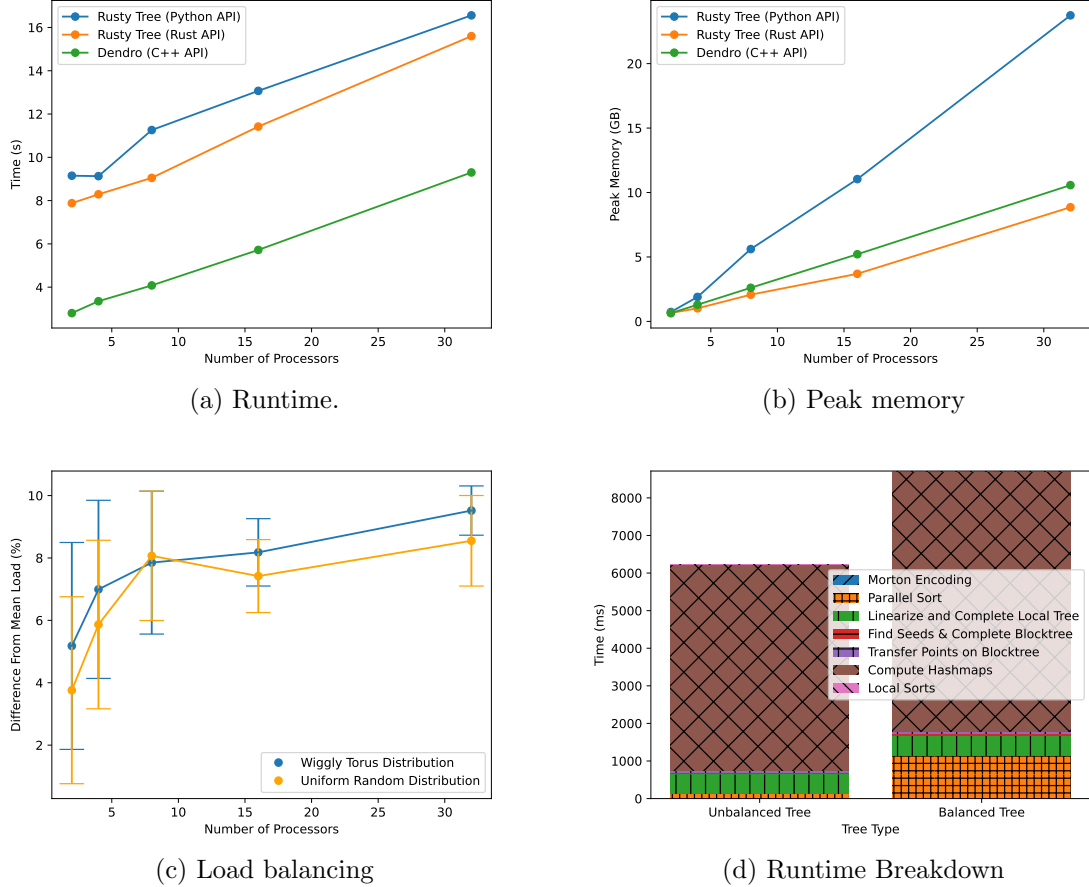 Time (s)
16
14
12
10
8
6
4
Rusty Tree (Python API)
Rusty Tree (Rust API)
Dendro (C++ API)
5 10 15 20 25 30
Number of Processors
(a) Runtime.
Peak Memory (GB)
20
15
10
5
0
Rusty Tree (Python API)
Rusty Tree (Rust API)
Dendro (C++ API)
5 10 15 20 25 30
Number of Processors
(b) Peak memory
Difference From Mean Load (%)
10
8
6
4
2
Wiggly Torus Distribution
Uniform Random Distribution
5 10 15 20 25 30
Number of Processors
(c) Load balancing
Time (ms)
8000
7000
6000
5000
4000
3000
2000
1000
0
Morton Encoding
Parallel Sort
Linearize and Complete Local Tree
Find Seeds & Complete Blocktree
Transfer Points on Blocktree
Compute Hashmaps
Local Sorts
Unbalanced Tree Balanced Tree
Tree Type
(d) Runtime Breakdown